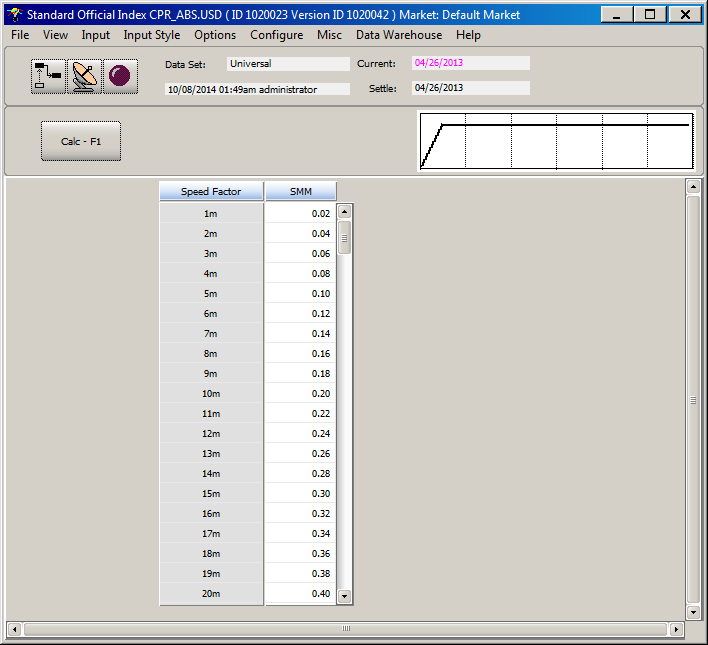 Standard Official Index CPR_ABS.USD ( ID 1020023 Version ID 1020042 ) Market: Default Market
File View Input Input Style Options Configure Misc Data Warehouse Help
Data Set: Universal Current: 04/26/2013
10/08/2014 01:49am administrator Settle: 04/26/2013
Calc - F1
Speed Factor SMM
1m 0.02
2m 0.04
3m 0.06
4m 0.08
5m 0.10
6m 0.12
7m 0.14
8m 0.16
9m 0.18
10m 0.20
11m 0.22
12m 0.24
13m 0.26
14m 0.28
15m 0.30
16m 0.32
17m 0.34
18m 0.36
19m 0.38
20m 0.40